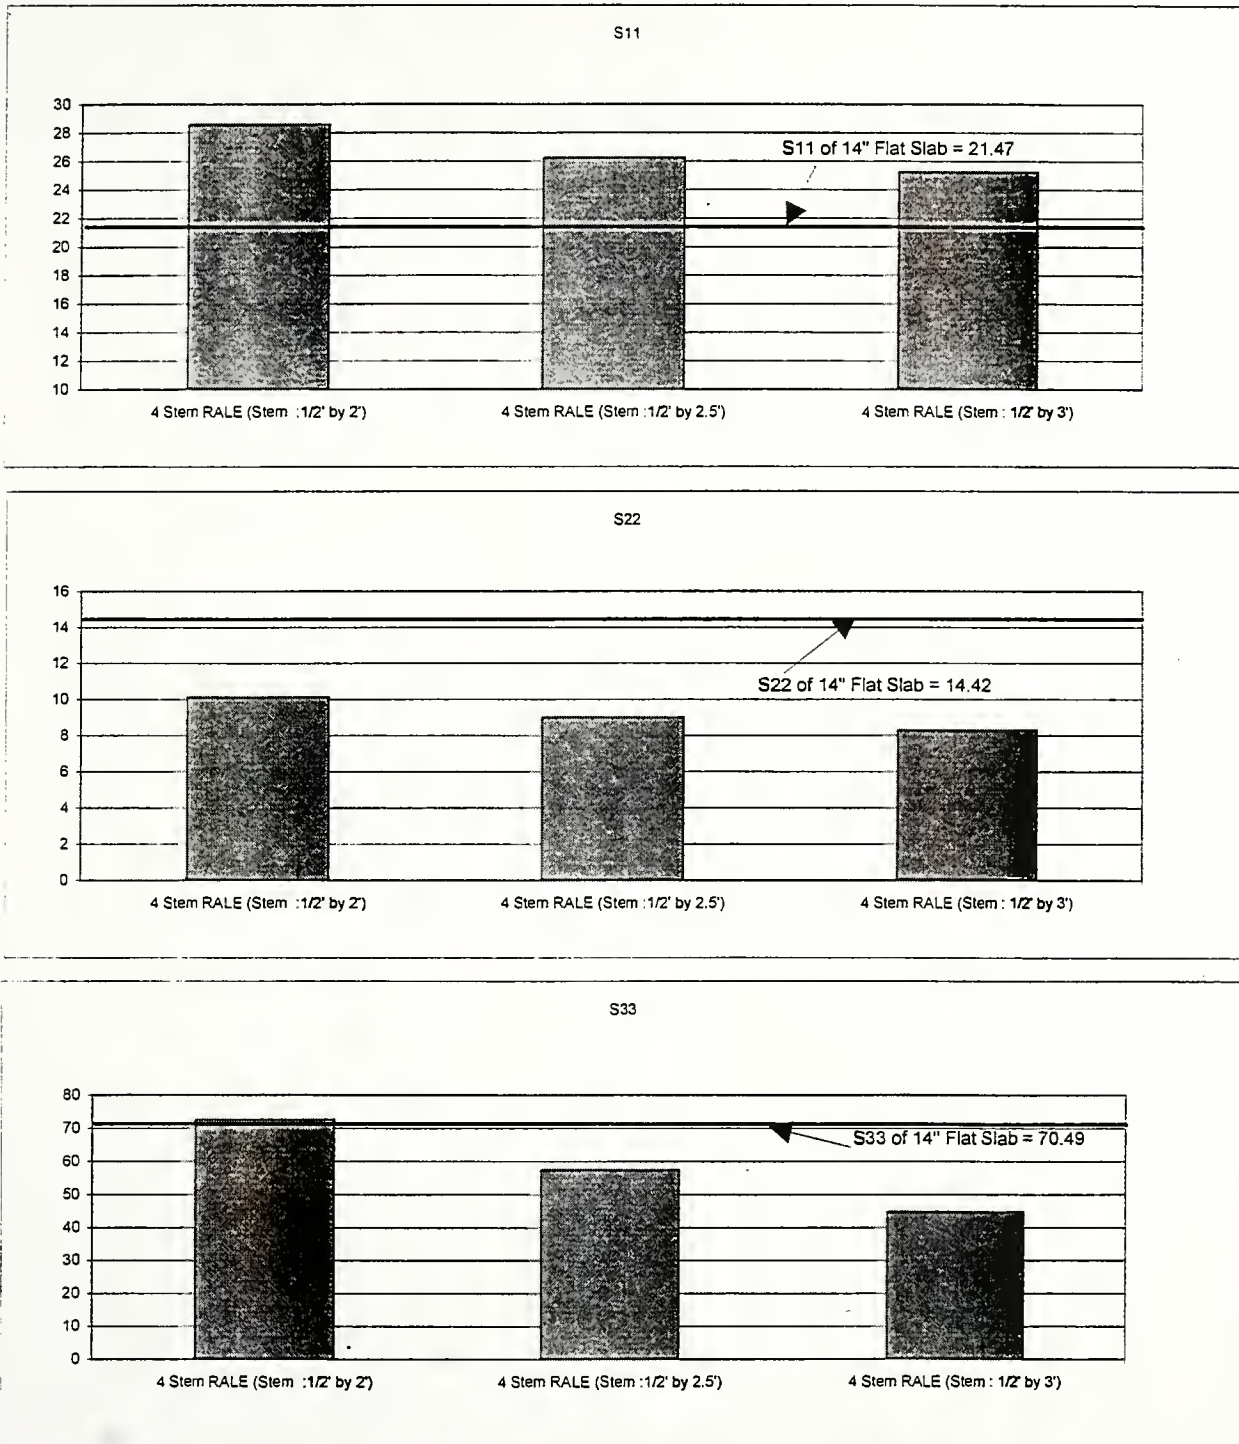 S11
30
28
26
24
22
20
18
16
14
12
10
S11 of 14" Flat Slab = 21.47
4 Stem RALE (Stem :1/2' by 2')
4 Stem RALE (Stem :1/2' by 2.5')
4 Stem RALE (Stem : 1/2' by 3')
S22
16
14
12
10
8
6
4
2
0
S22 of 14" Flat Slab = 14.42
4 Stem RALE (Stem :1/2' by 2')
4 Stem RALE (Stem :1/2' by 2.5')
4 Stem RALE (Stem : 1/2' by 3')
S33
80
70
60
50
40
30
20
10
0
S33 of 14" Flat Slab = 70.49
4 Stem RALE (Stem :1/2' by 2')
4 Stem RALE (Stem :1/2' by 2.5')
4 Stem RALE (Stem : 1/2' by 3')